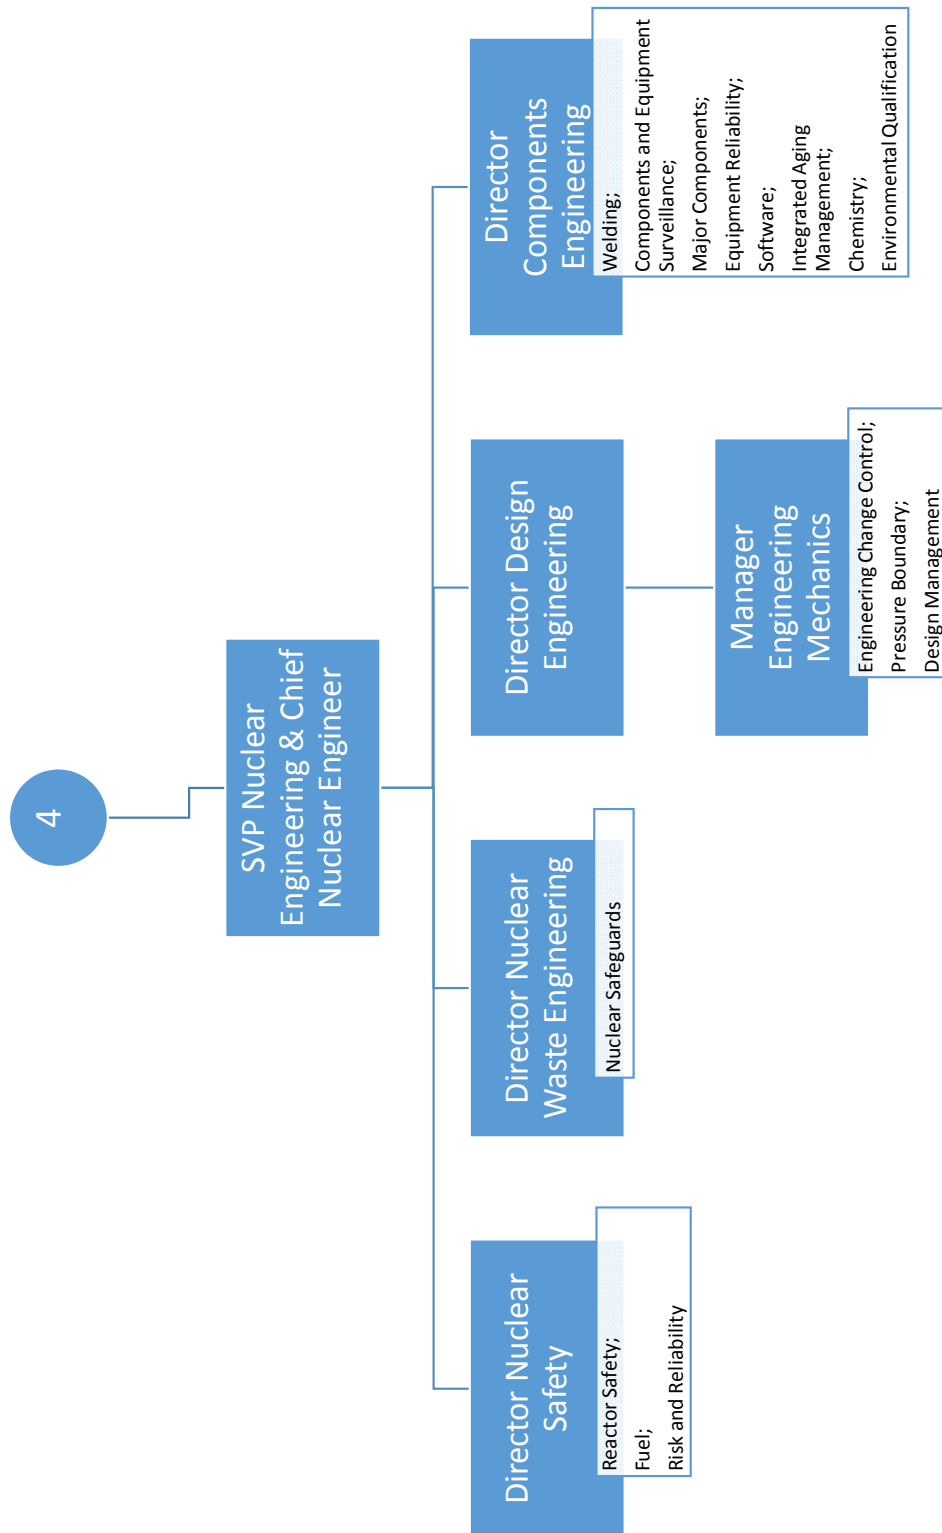 4
SVP Nuclear
Engineering & Chief
Nuclear Engineer
Director Nuclear
Safety
Reactor Safety;
Fuel;
Risk and Reliability
Director Nuclear
Waste Engineering
Nuclear Safeguards
Director Design
Engineering
Manager
Engineering
Mechanics
Engineering Change Control;
Pressure Boundary;
Design Management
Director
Components
Engineering
Welding;
Components and Equipment
Surveillance;
Major Components;
Equipment Reliability;
Software;
Integrated Aging
Management;
Chemistry;
Environmental Qualification